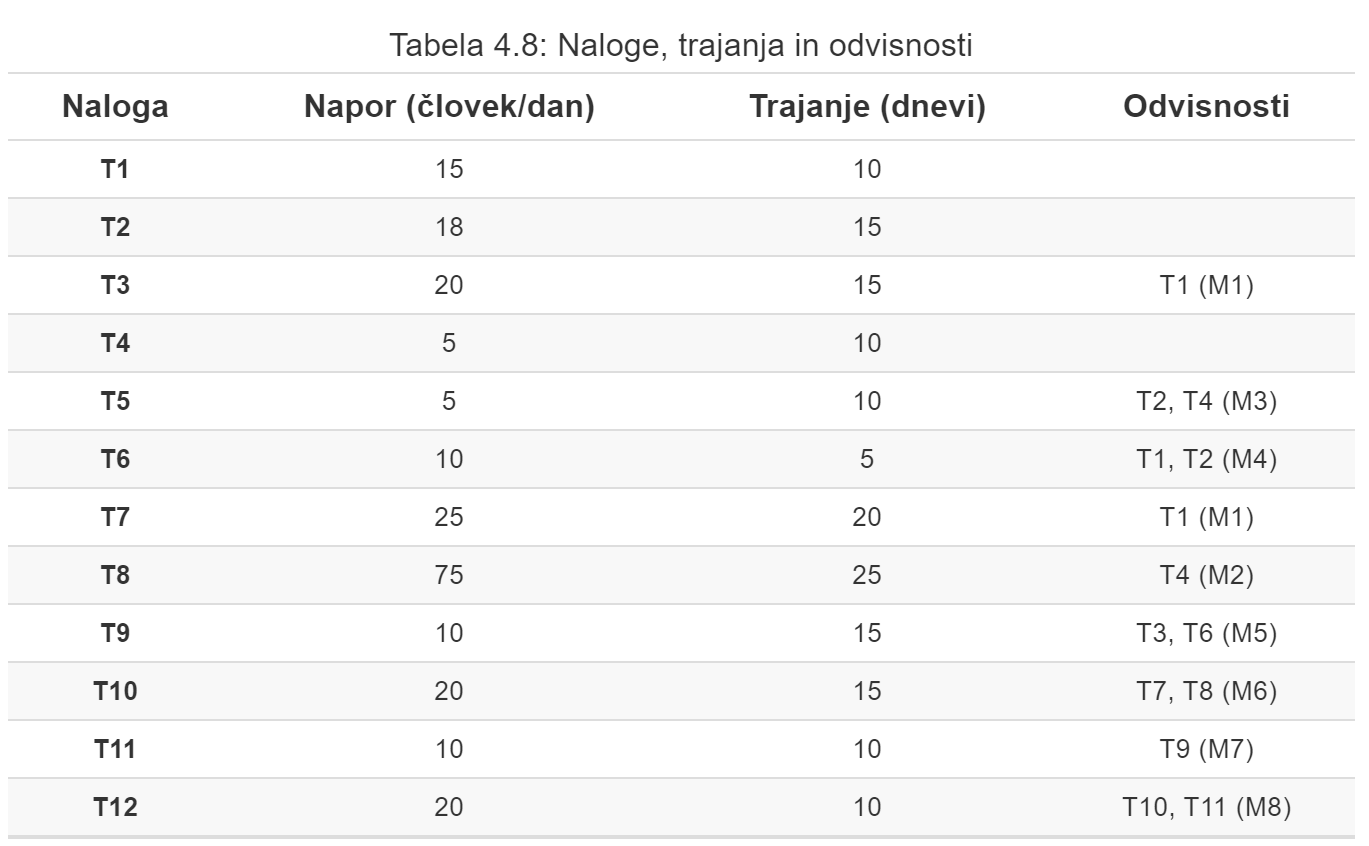 Tabela 4.8: Naloge, trajanja in odvisnosti
Naloga Napor (človek/dan) Trajanje (dnevi) Odvisnosti
T1 15 10
T2 18 15
T3 20 15 T1 (M1)
T4 5 10
T5 5 10 T2, T4 (M3)
T6 10 5 T1, T2 (M4)
T7 25 20 T1 (M1)
T8 75 25 T4 (M2)
T9 10 15 T3, T6 (M5)
T10 20 15 T7, T8 (M6)
T11 10 10 T9 (M7)
T12 20 10 T10, T11 (M8)